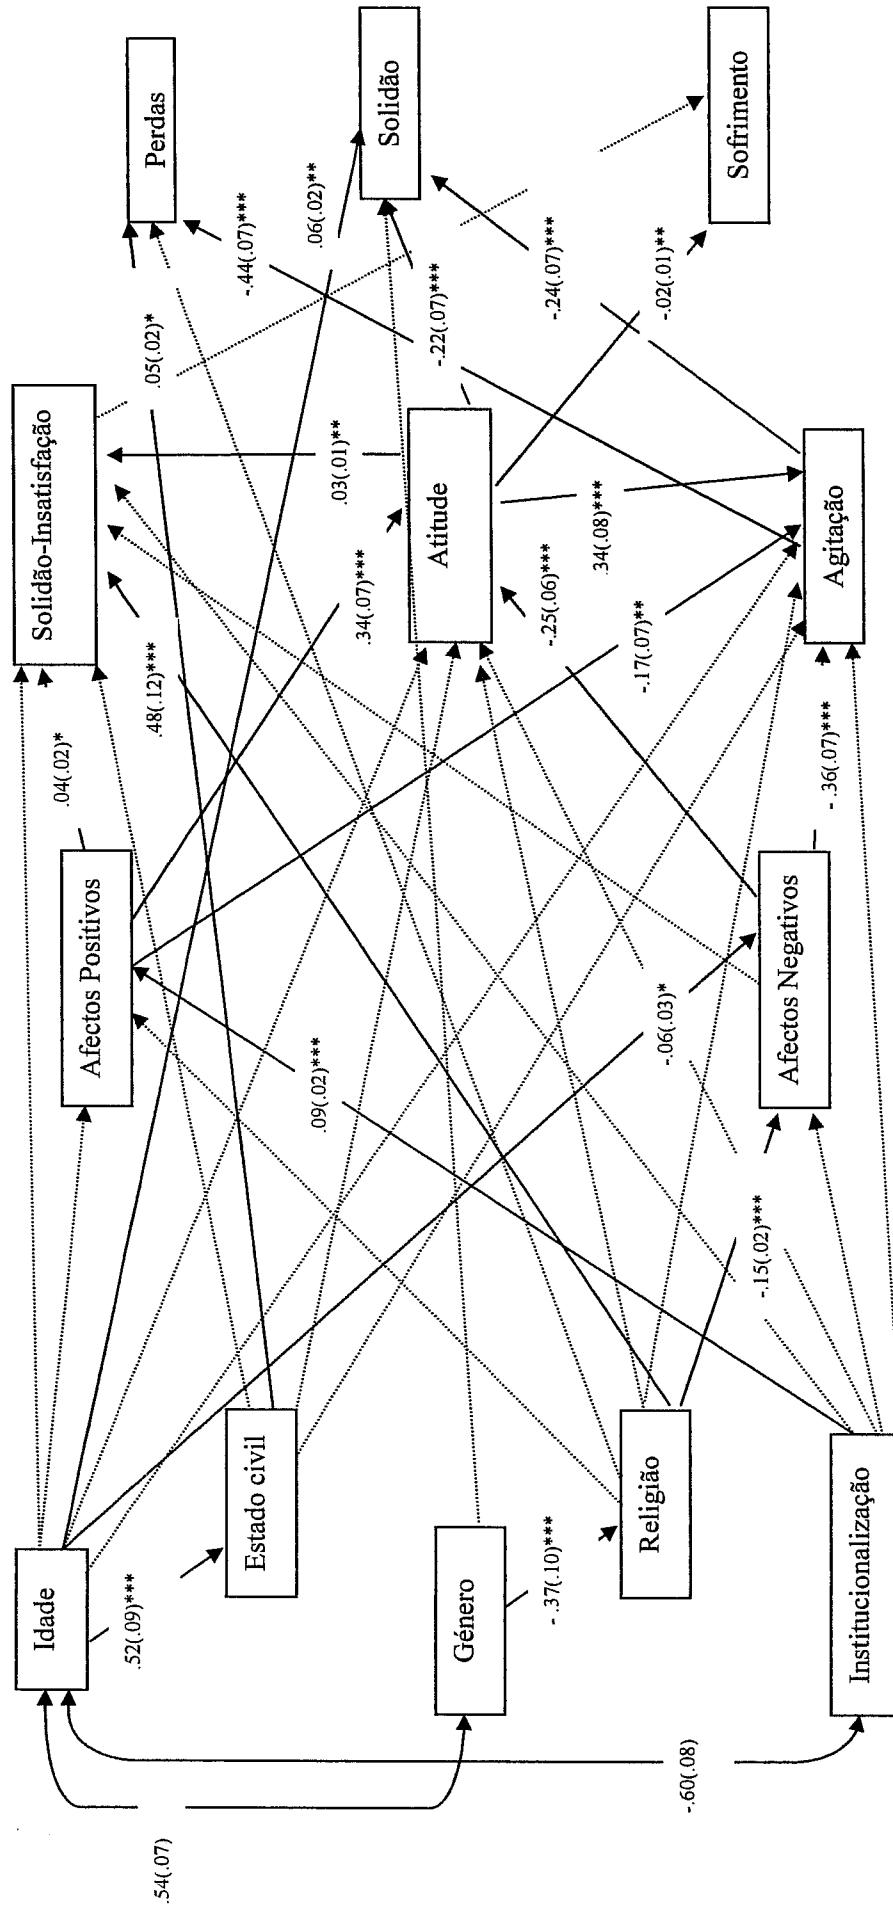 Idade
Estado civil
Género
Religião
Institucionalização
Afectos Positivos
Afectos Negativos
Solidão-Insatisfação
Atitude
Agitação
Perdas
Solidão
Sofrimento
.54(.07)
-.60(.08)
.52(.09)***
- .37(.10)***
.09(.02)***
-.15(.02)***
-.06(.03)*
.04(.02)*
.48(.12)***
.34(.07)***
-.25(.06)***
-.17(.07)**
- .36(.07)***
.03(.01)**
.34(.08)***
.05(.02)*
-.44(.07)***
.06(.02)**
-.22(.07)***
-.24(.07)***
-.02(.01)**